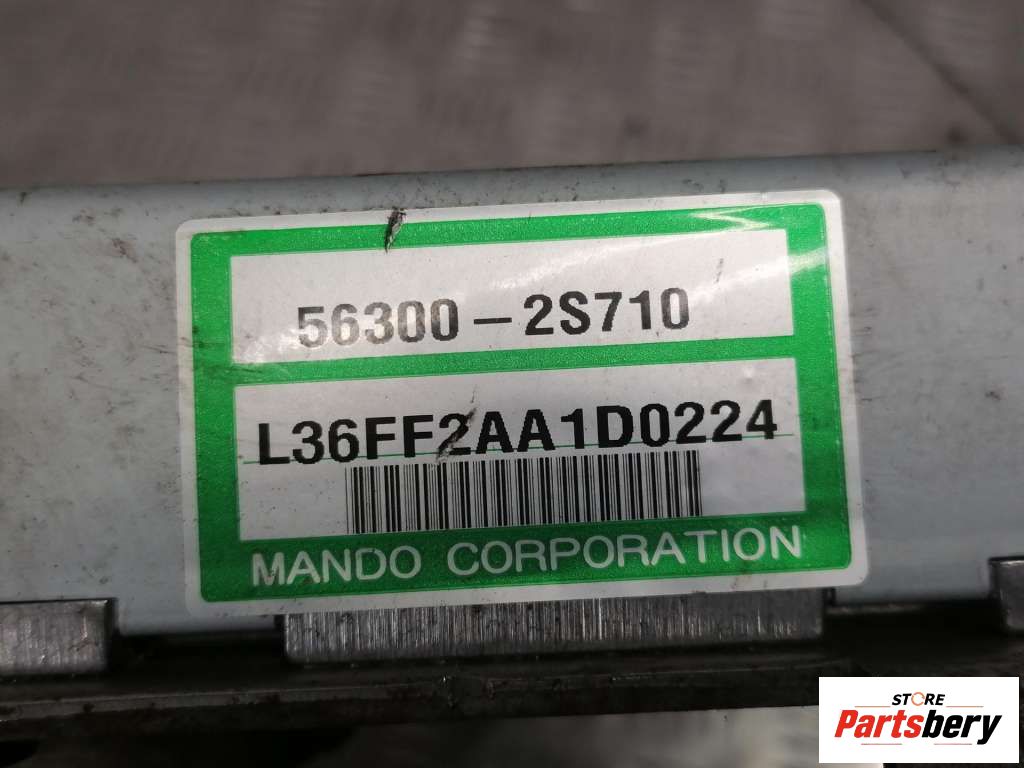 56300-2S710
L36FF2AA1D0224
MANDO CORPORATION
STORE
Partsbery